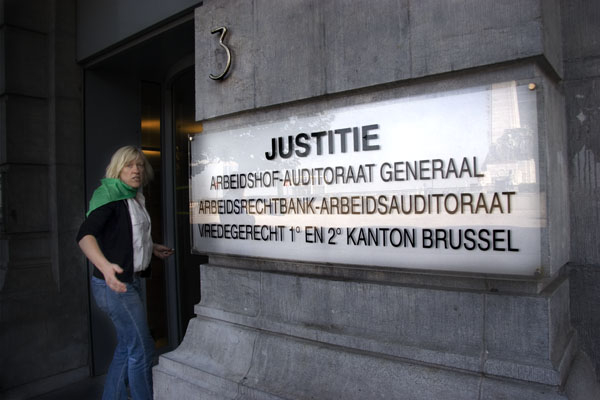 3
JUSTITIE
ARBEIDSHOF-AUDITORAAT GENERAAL
ARBEIDSRECHTBANK-ARBEIDSAUDITORAAT
VREDEGERECHT 1° EN 2° KANTON BRUSSEL